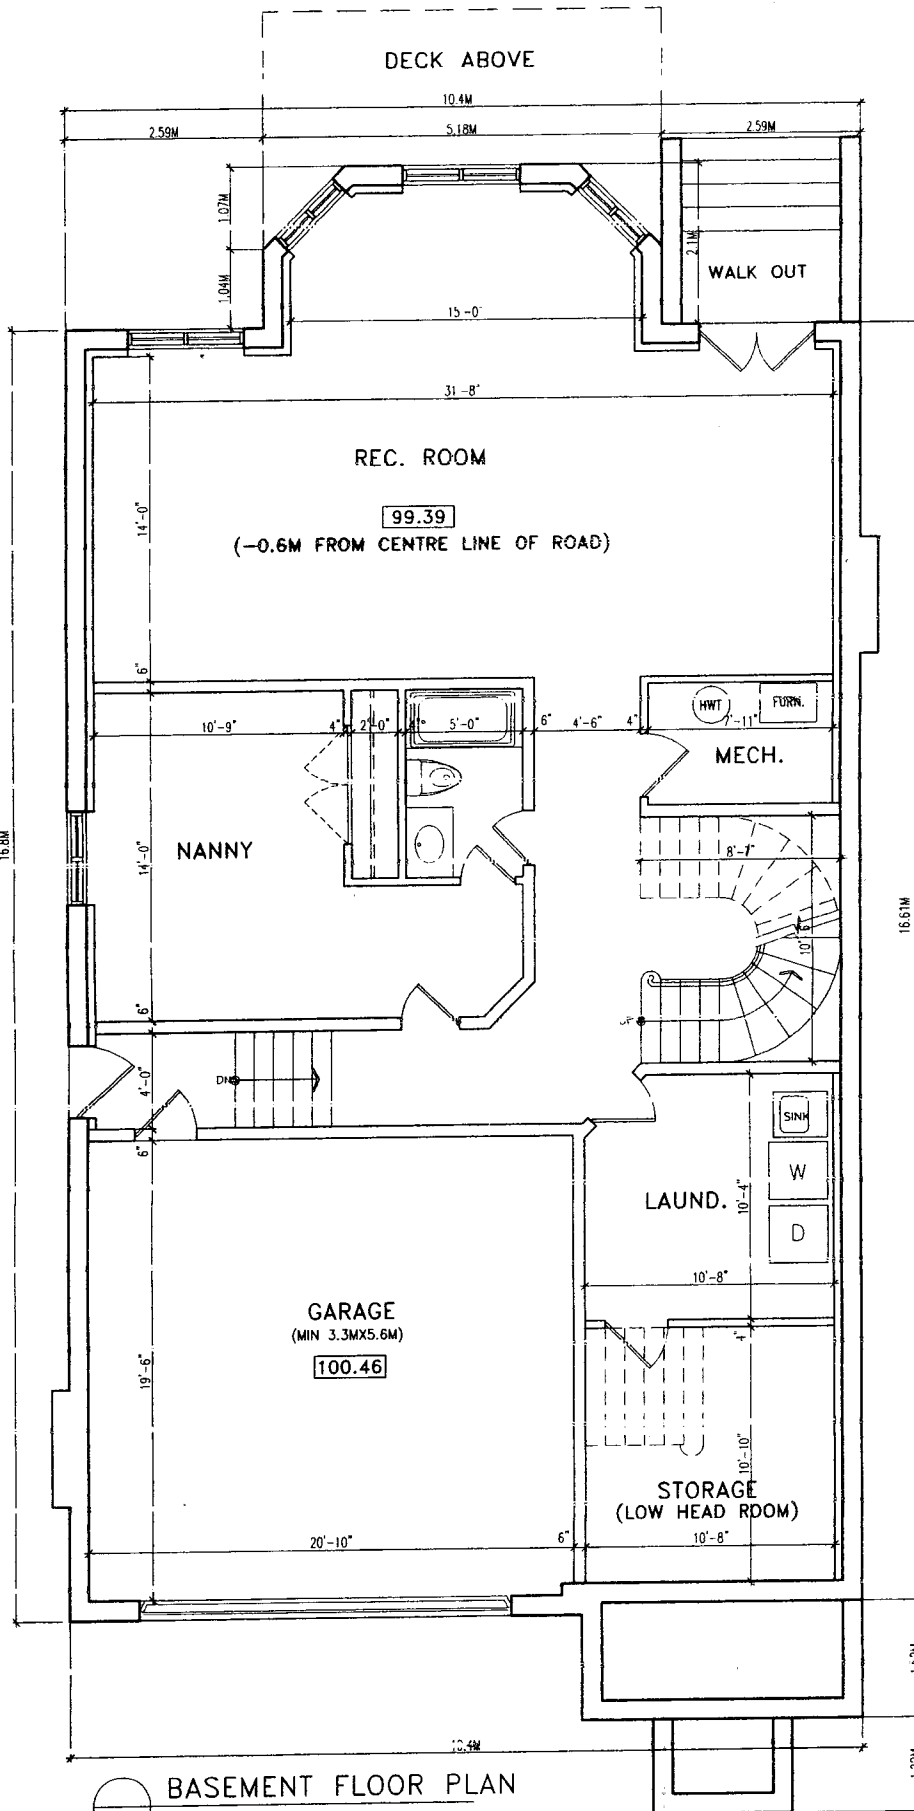 DECK ABOVE
10.4M
2.59M
5.18M
2.59M
1.07M
1.04M
2.1M
WALK OUT
15-0"
31-8"
REC. ROOM
99.39
(-0.6M FROM CENTRE LINE OF ROAD)
14'-0"
6"
HWT
FURN.
10'-9"
4"
2'-0"
5'-0"
6"
4'-6"
4"
7'-11"
MECH.
16.8M
NANNY
14'-0"
8'-7"
10'-6"
16.61M
6"
UP
DN
4'-0"
6"
SINK
W
LAUND.
10'-4"
D
10'-8"
GARAGE
(MIN 3.3MX5.6M)
100.46
19'-6"
4"
10'-10"
STORAGE
(LOW HEAD ROOM)
20'-10"
6"
10'-8"
10.4M
BASEMENT FLOOR PLAN